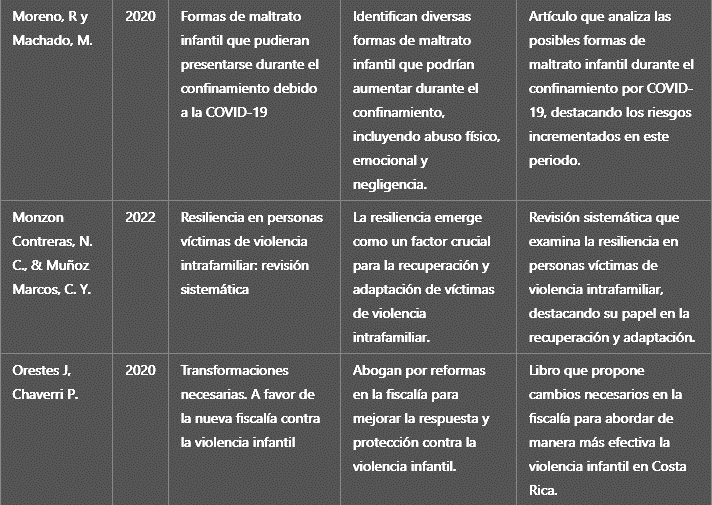 Moreno, R y
Machado, M.
2020
Formas de maltrato
infantil que pudieran
presentarse durante el
confinamiento debido
a la COVID-19
Identifican diversas
formas de maltrato
infantil que podrían
aumentar durante el
confinamiento,
incluyendo abuso físico,
emocional y
negligencia.
Artículo que analiza las
posibles formas de
maltrato infantil durante el
confinamiento por COVID-
19, destacando los riesgos
incrementados en este
periodo.
Monzon
Contreras, N.
C., & Muñoz
Marcos, C. Y.
2022
Resiliencia en personas
víctimas de violencia
intrafamiliar: revisión
sistemática
La resiliencia emerge
como un factor crucial
para la recuperación y
adaptación de víctimas
de violencia
intrafamiliar.
Revisión sistemática que
examina la resiliencia en
personas víctimas de
violencia intrafamiliar,
destacando su papel en la
recuperación y adaptación.
Orestes J,
Chaverri P.
2020
Transformaciones
necesarias. A favor de
la nueva fiscalía contra
la violencia infantil
Abogan por reformas
en la fiscalía para
mejorar la respuesta y
protección contra la
violencia infantil.
Libro que propone
cambios necesarios en la
fiscalía para abordar de
manera más efectiva la
violencia infantil en Costa
Rica.